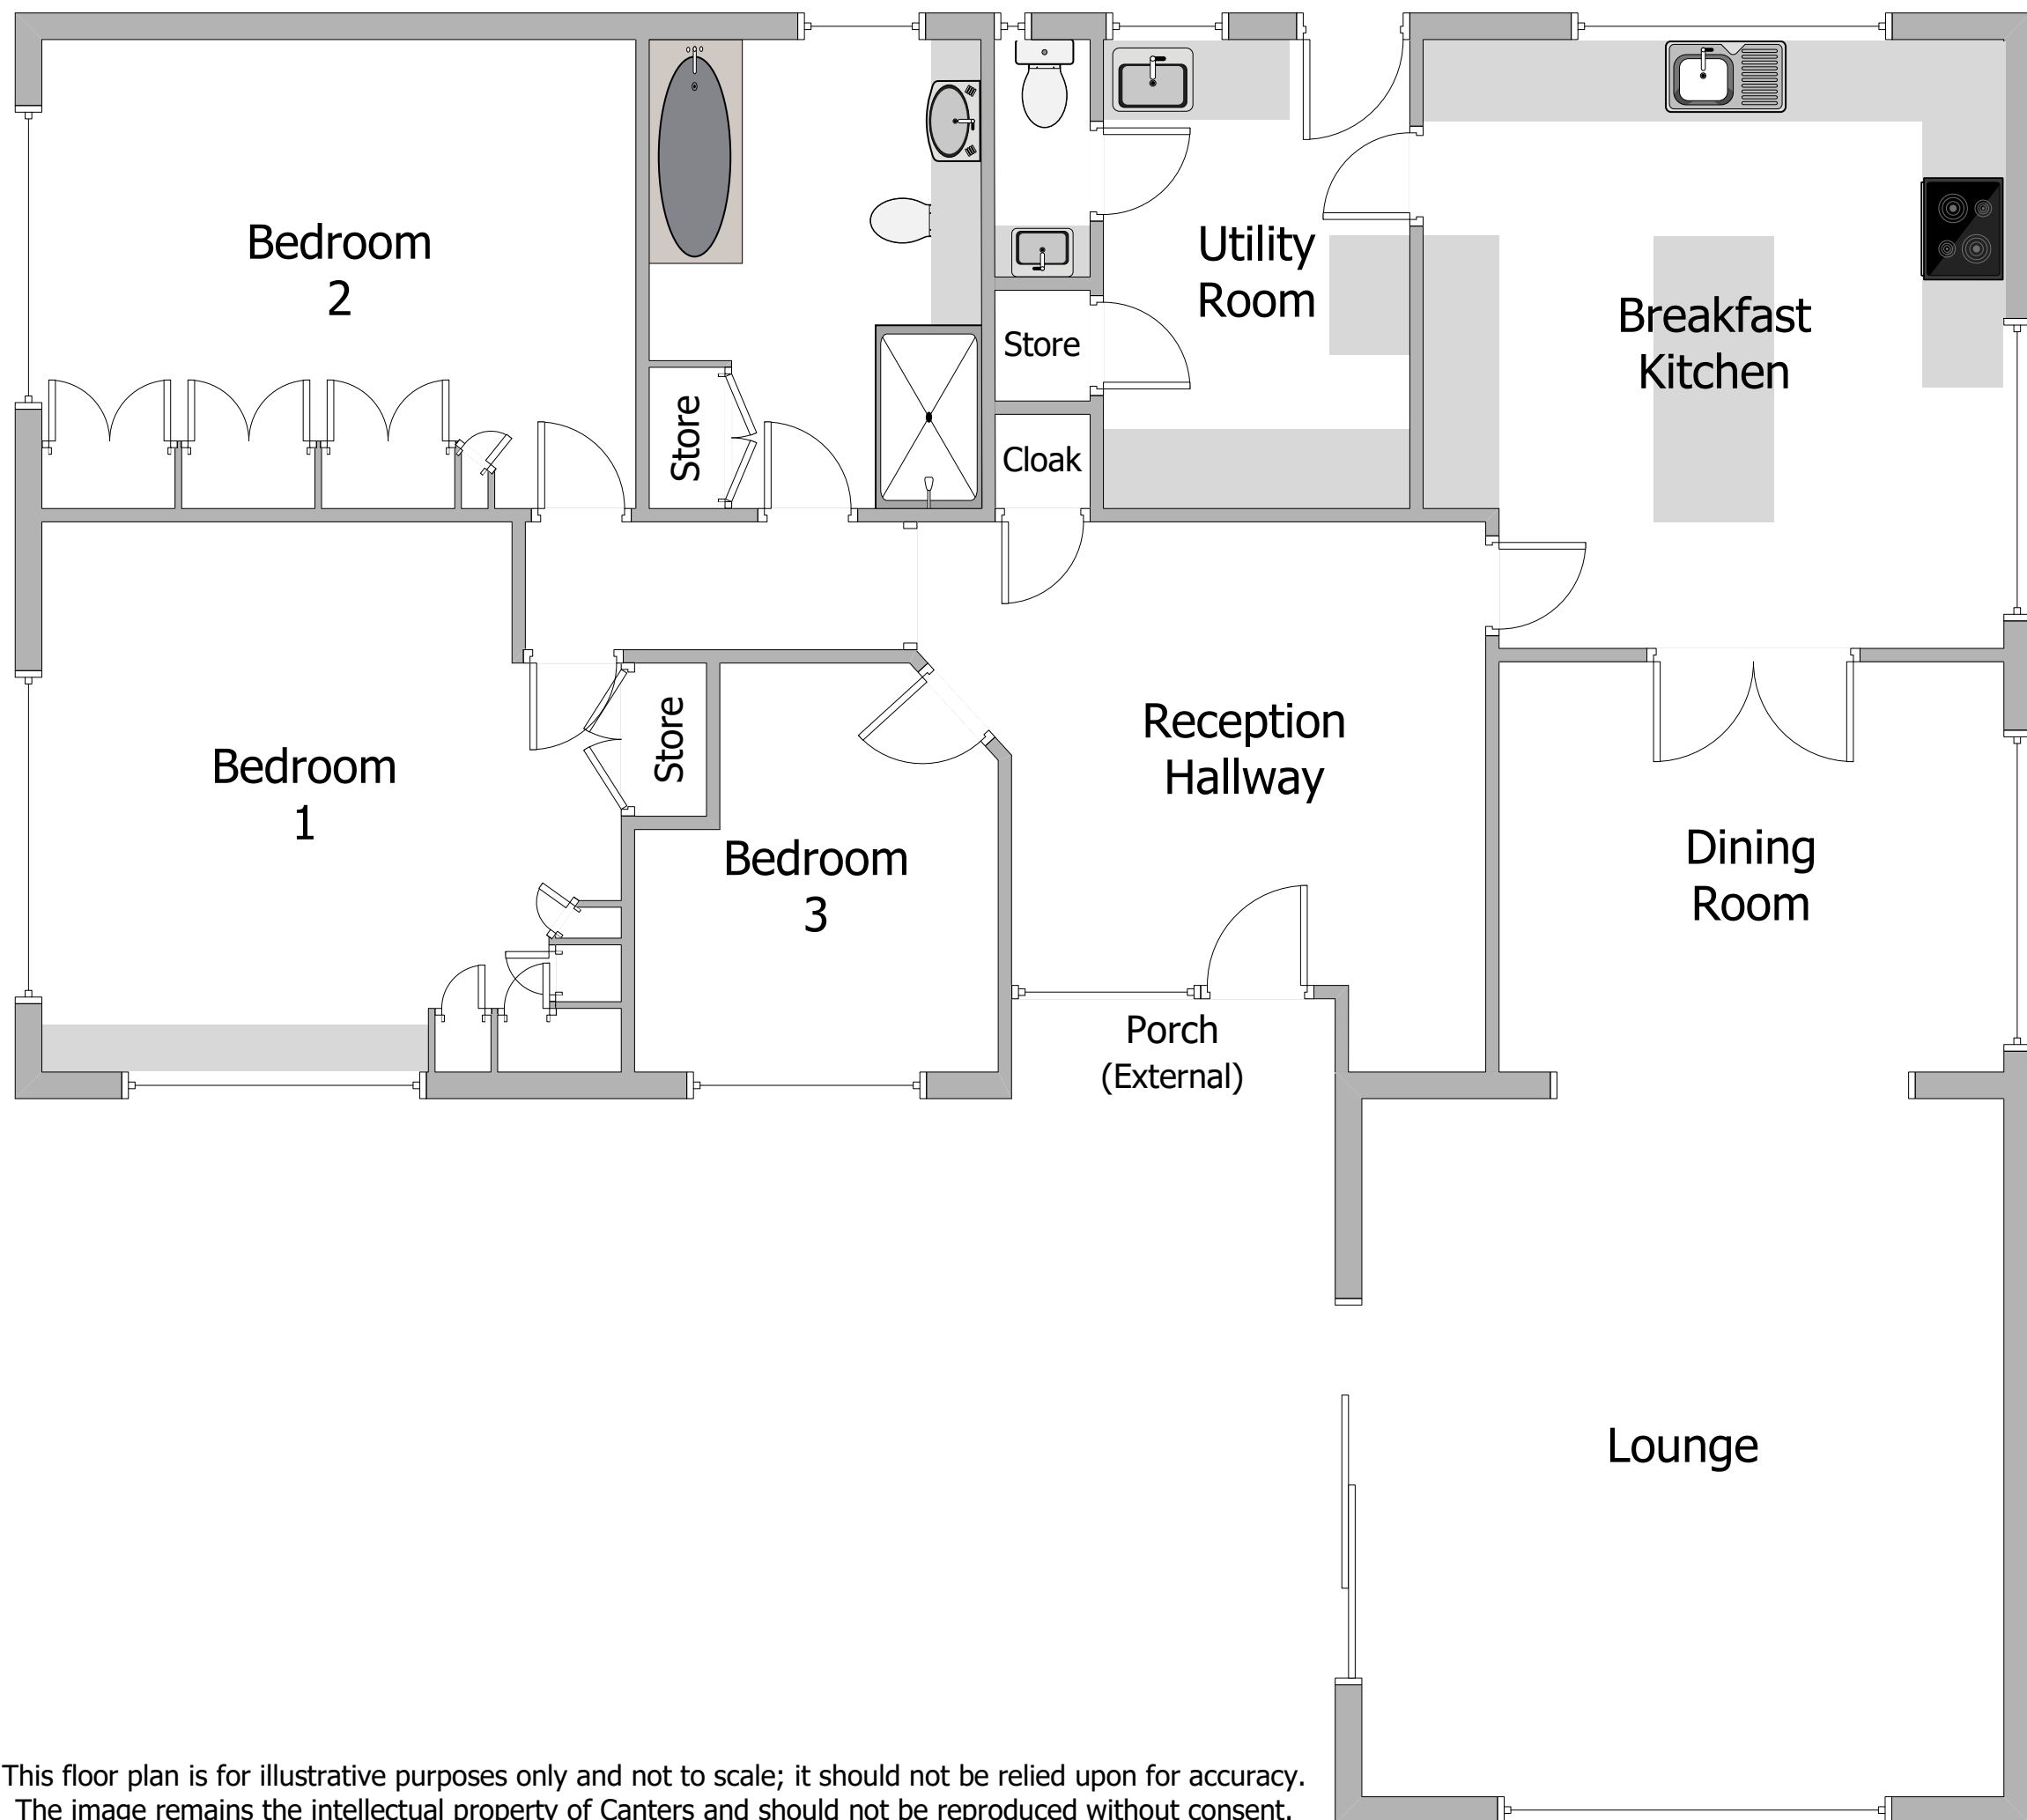 Bedroom
2
Utility
Room
Breakfast
Kitchen
Store
Store
Cloak
Bedroom
1
Store
Reception
Hallway
Bedroom
3
Dining
Room
Porch
(External)
Lounge
This floor plan is for illustrative purposes only and not to scale; it should not be relied upon for accuracy.
The image remains the intellectual property of Canters and should not be reproduced without consent.